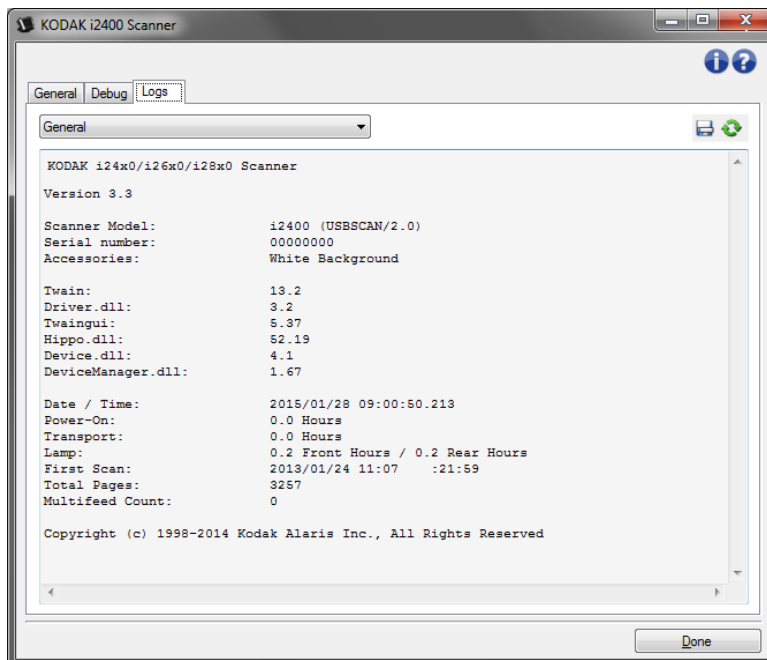 KODAK i2400 Scanner
General Debug Logs
General
KODAK i24x0/i26x0/i28x0 Scanner
Version 3.3
Scanner Model: i2400 (USBSCAN/2.0)
Serial number: 00000000
Accessories: White Background
Twain: 13.2
Driver.dll: 3.2
Twaingui: 5.37
Hippo.dll: 52.19
Device.dll: 4.1
DeviceManager.dll: 1.67
Date / Time: 2015/01/28 09:00:50.213
Power-On: 0.0 Hours
Transport: 0.0 Hours
Lamp: 0.2 Front Hours / 0.2 Rear Hours
First Scan: 2013/01/24 11:07 :21:59
Total Pages: 3257
Multifeed Count: 0
Copyright (c) 1998-2014 Kodak Alaris Inc., All Rights Reserved
Done